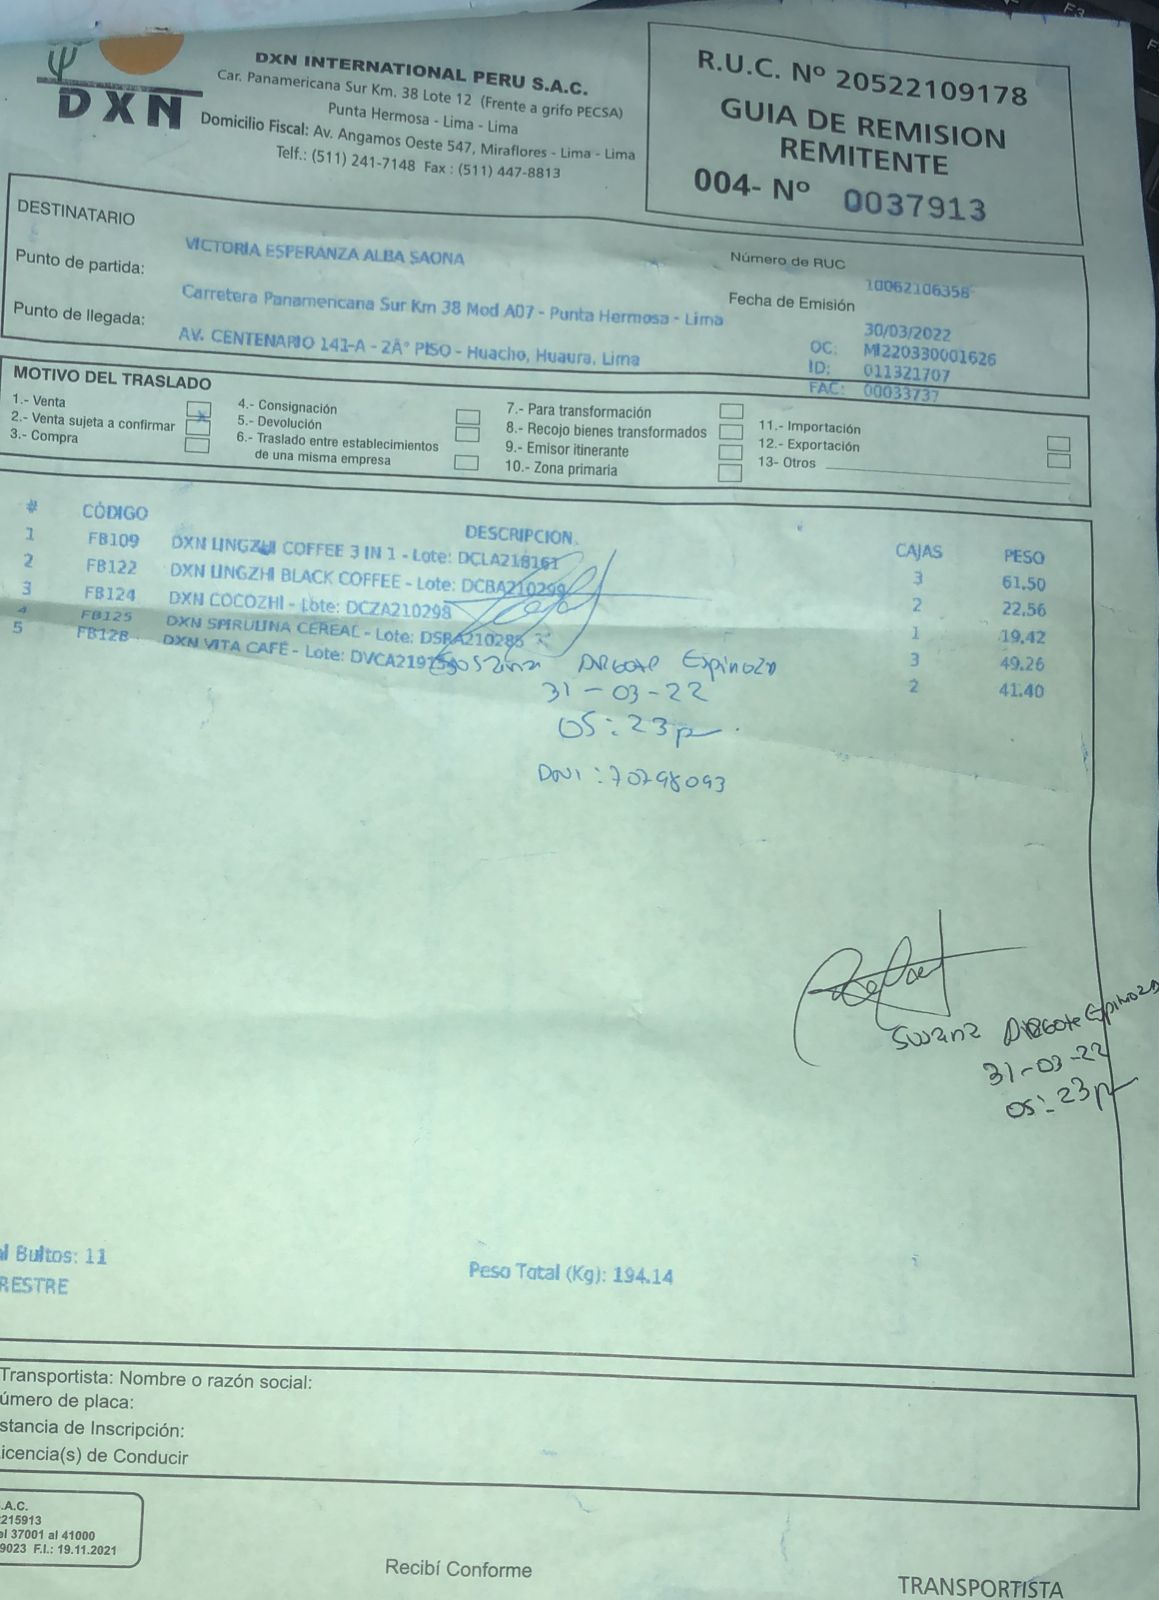 DXN
DXN INTERNATIONAL PERU S.A.C.
Car. Panamericana Sur Km. 38 Lote 12 (Frente a grifo PECSA)
Punta Hermosa - Lima - Lima
Domicilio Fiscal: Av. Angamos Oeste 547, Miraflores - Lima - Lima
Telf.: (511) 241-7148 Fax : (511) 447-8813
R.U.C. Nº 20522109178
GUIA DE REMISION
REMITENTE
004- Nº 0037913
DESTINATARIO
VICTORIA ESPERANZA ALBA SAONA
Número de RUC
10062106358
Punto de partida:
Carretera Panamericana Sur Km 38 Mod A07 - Punta Hermosa - Lima
Fecha de Emisión
30/03/2022
Punto de llegada:
AV. CENTENARIO 141-A - 2Â° PISO - Huacho, Huaura, Lima
OC: MI220330001626
ID: 011321707
FAC: 00033737
MOTIVO DEL TRASLADO
1.- Venta
2.- Venta sujeta a confirmar
3.- Compra
4.- Consignación
5.- Devolución
6.- Traslado entre establecimientos
de una misma empresa
7.- Para transformación
8.- Recojo bienes transformados
9.- Emisor itinerante
10.- Zona primaria
11.- Importación
12.- Exportación
13- Otros
# CÓDIGO DESCRIPCION CAJAS PESO
1 FB109 DXN LINGZHI COFFEE 3 IN 1 - Lote: DCLA218161 3 61.50
2 FB122 DXN LINGZHI BLACK COFFEE - Lote: DCBA210299 2 22.56
3 FB124 DXN COCOZHI - Lote: DCZA210298 1 19.42
4 FB125 DXN SPIRULINA CEREAL - Lote: DSRA210285 3 49.26
5 FB128 DXN VITA CAFE - Lote: 2 41.40
Argote Espinoza
31-03-22
05:23p
DNI: 70798093
Susana Argote Espinoza
31-03-22
05:23p
Bultos: 11
RESTRE
Peso Total (Kg): 194.14
Transportista: Nombre o razón social:
úmero de placa:
stancia de Inscripción:
icencia(s) de Conducir
.A.C.
215913
el 37001 al 41000
9023 F.I.: 19.11.2021
Recibí Conforme
TRANSPORTISTA